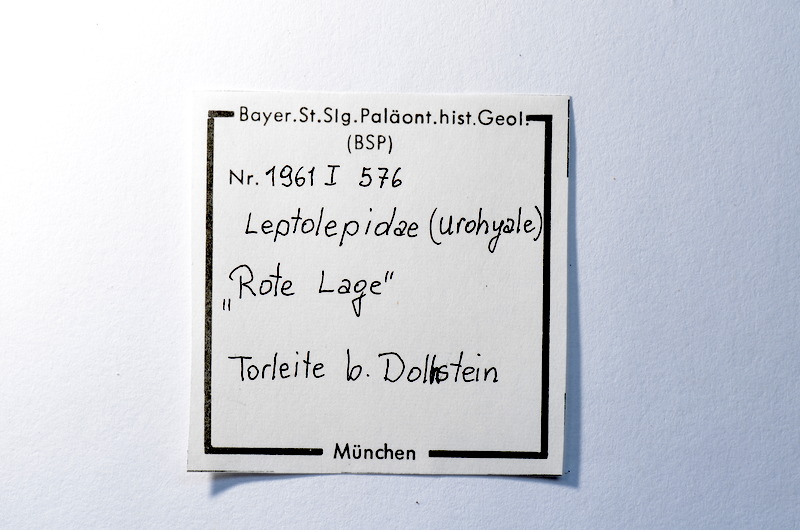 Bayer.St.Slg.Paläont.hist.Geol.
(BSP)
Nr. 1961 I 576
Leptolepidae (Urohyale)
„Rote Lage"
Torleite b. Dollnstein
München